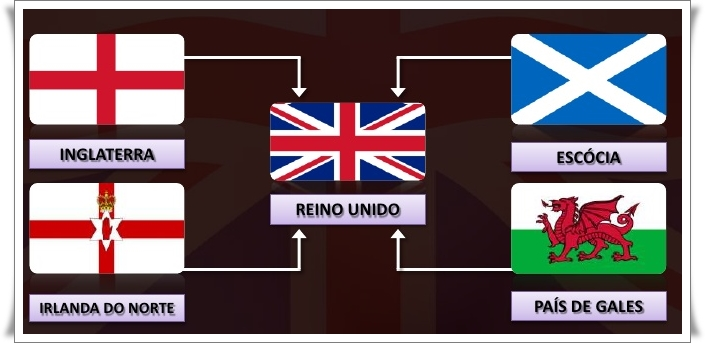 INGLATERRA
ESCÓCIA
REINO UNIDO
IRLANDA DO NORTE
PAÍS DE GALES